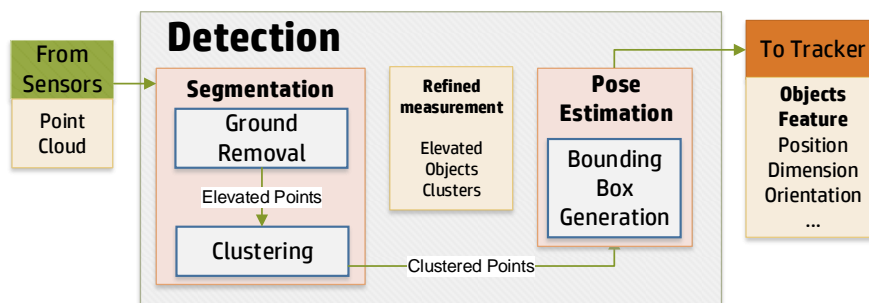 Detection
From
Sensors
Point
Cloud
Segmentation
Ground
Removal
Elevated Points
Clustering
Clustered Points
Refined
measurement
Elevated
Objects
Clusters
Pose
Estimation
Bounding
Box
Generation
To Tracker
Objects
Feature
Position
Dimension
Orientation
...